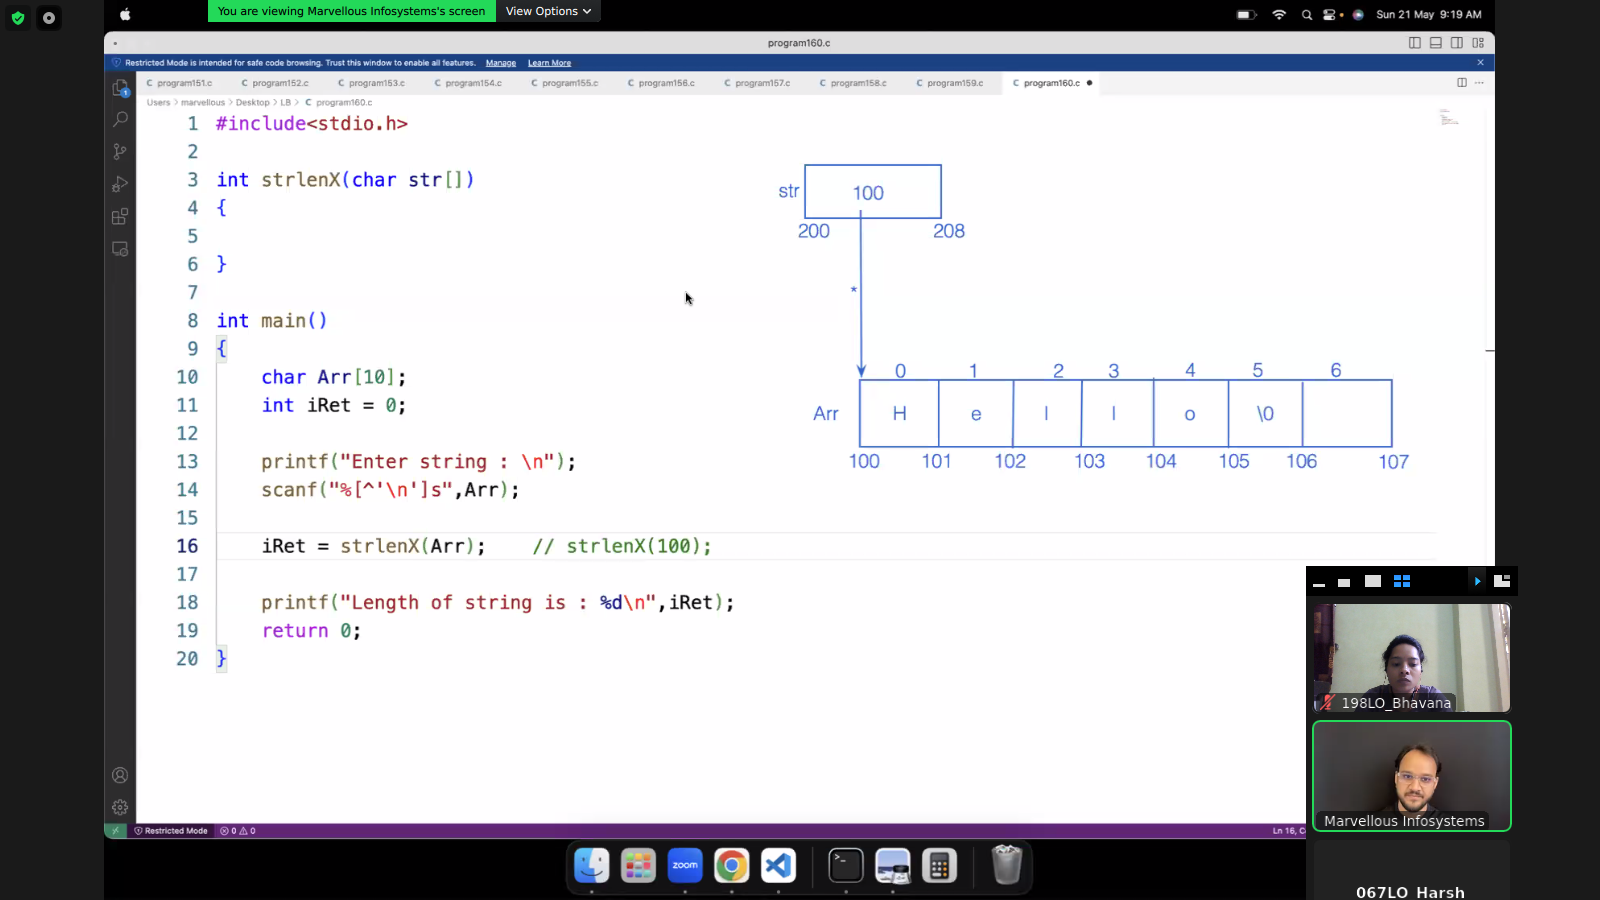 You are viewing Marvellous Infosystems's screen
View Options
Sun 21 May 9:19 AM
program160.c
Restricted Mode is intended for safe code browsing. Trust this window to enable all features. Manage Learn More
program151.c program152.c program153.c program154.c program155.c program156.c program157.c program158.c program159.c program160.c
Users > marvellous > Desktop > LB > C program160.c
1 #include<stdio.h>
2
3 int strlenX(char str[])
4 {
5
6 }
7
8 int main()
9 {
10 char Arr[10];
11 int iRet = 0;
12
13 printf("Enter string : \n");
14 scanf("%[^'\n']s",Arr);
15
16 iRet = strlenX(Arr); // strlenX(100);
17
18 printf("Length of string is : %d\n",iRet);
19 return 0;
20 }
str 100
200 208
*
0 1 2 3 4 5 6
Arr H e l l o \0
100 101 102 103 104 105 106 107
198LO_Bhavana
Marvellous Infosystems
067LO_Harsh
Restricted Mode 0 0
Ln 16, C
zoom